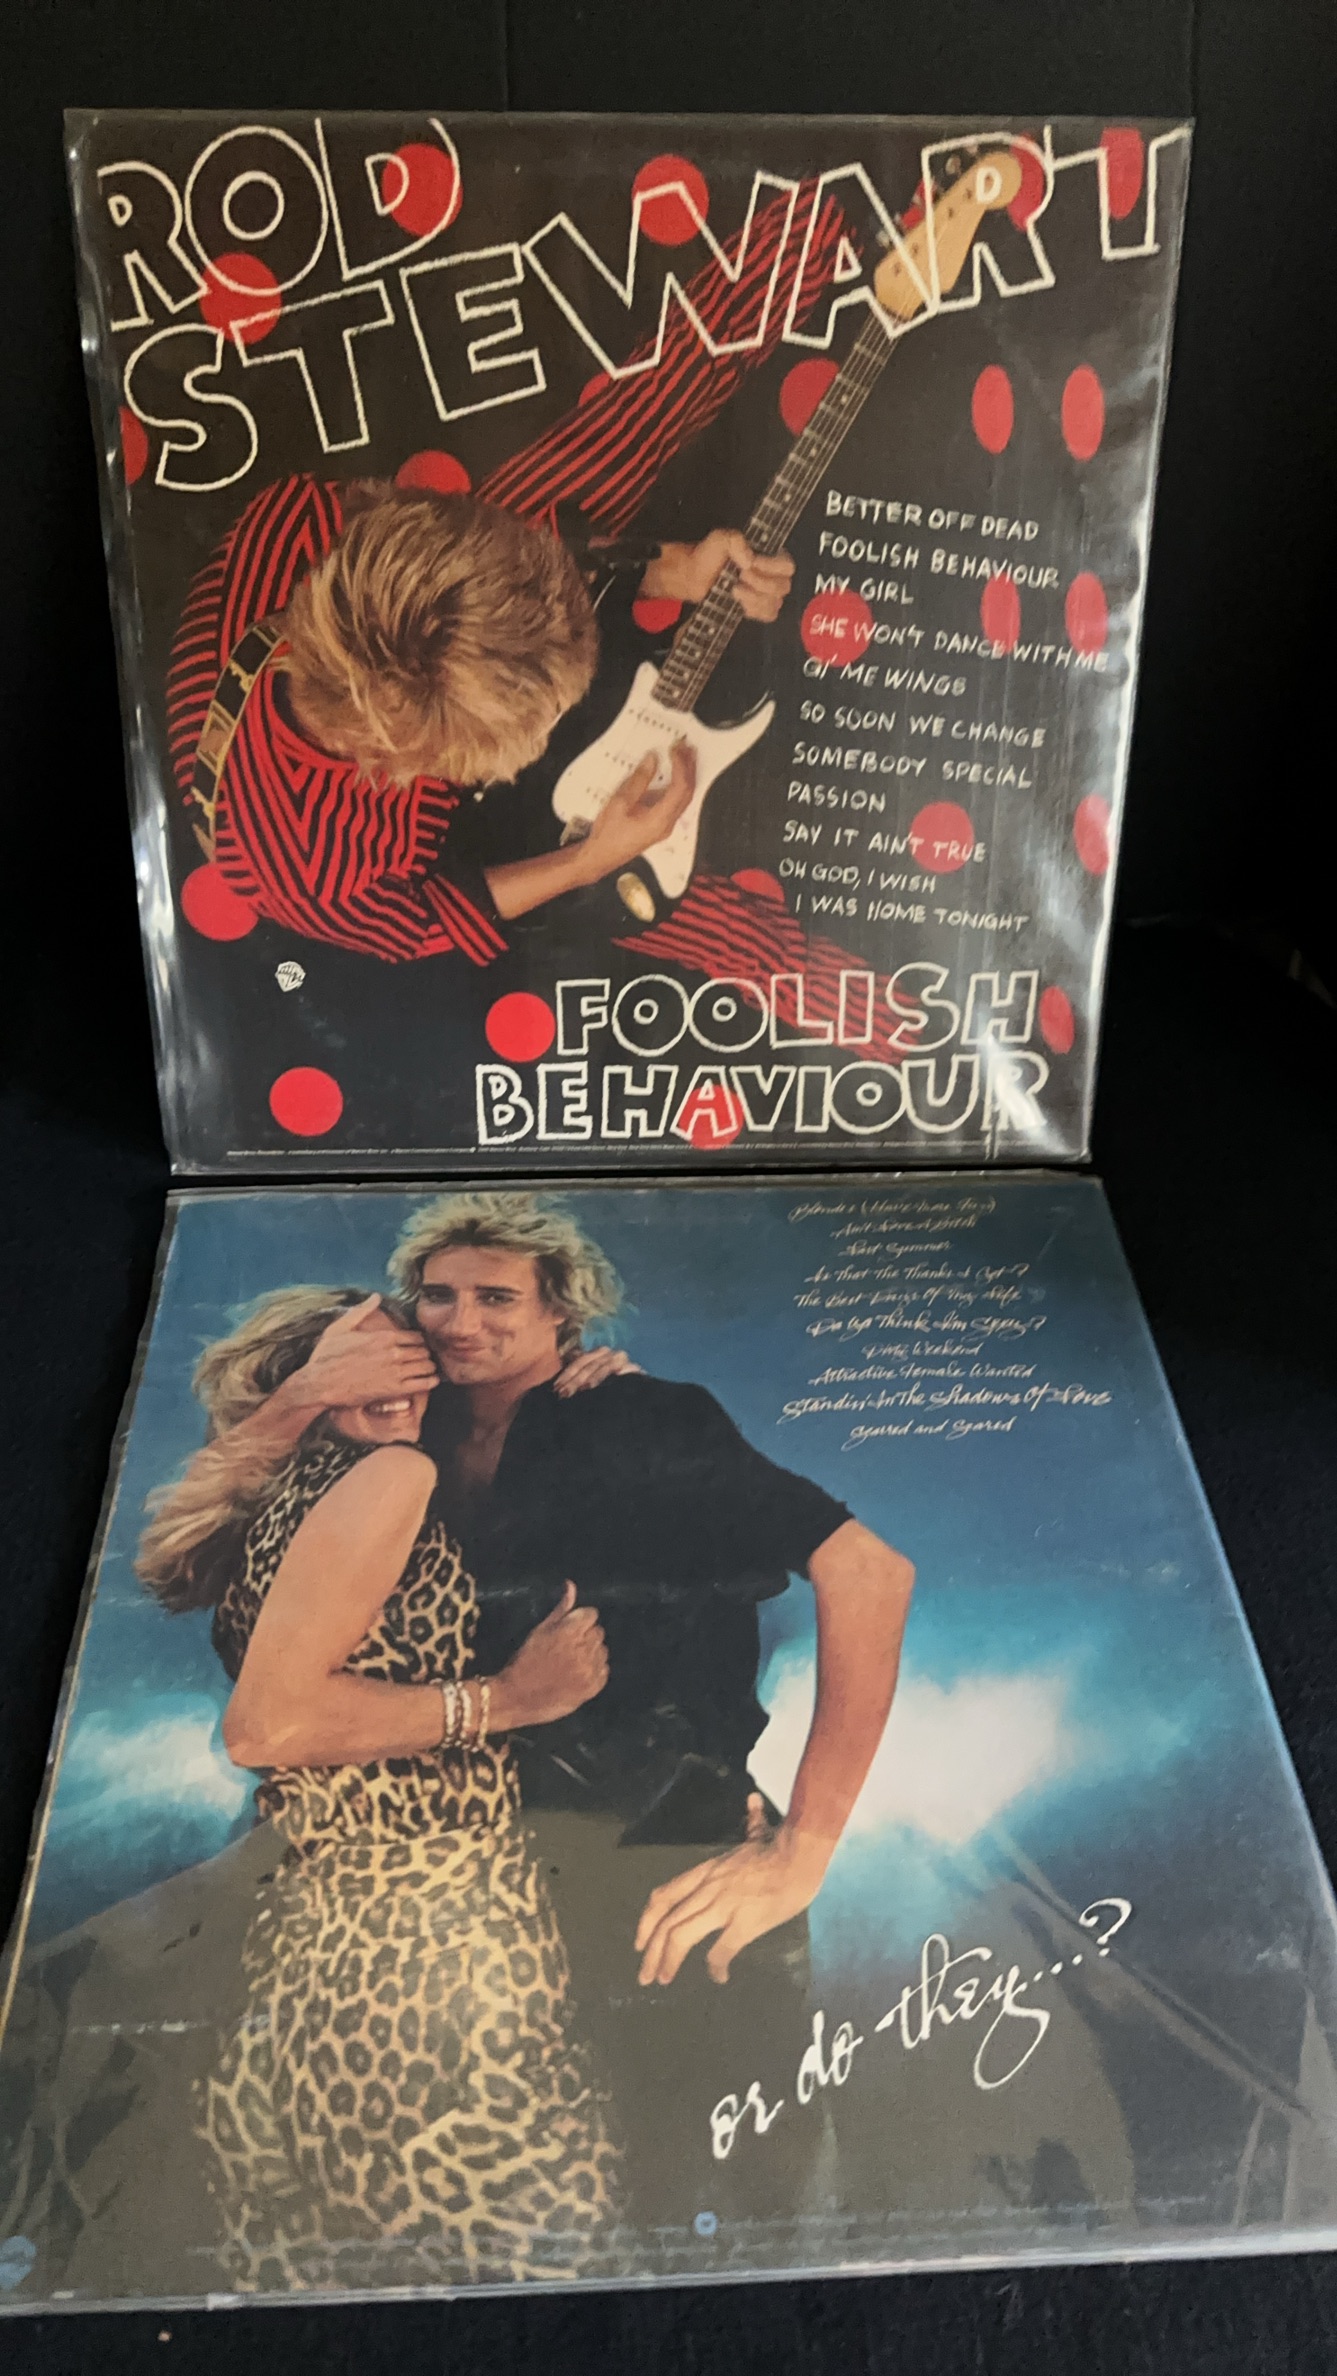 ROD
STEWART
BETTER OFF DEAD
FOOLISH BEHAVIOUR
MY GIRL
SHE WON'T DANCE WITH ME
GI' ME WINGS
SO SOON WE CHANGE
SOMEBODY SPECIAL
PASSION
SAY IT AIN'T TRUE
OH GOD, I WISH
I WAS HOME TONIGHT
FOOLISH
BEHAVIOUR
Blondes (Have More Fun)
Ain't Love A Bitch
Last Summer
Is That The Thanks I Get?
The Best Days Of My Life
Da Ya Think I'm Sexy?
Dirty Weekend
Attractive Female Wanted
Standin' In The Shadows Of Love
Scarred and Scared
or do they...?